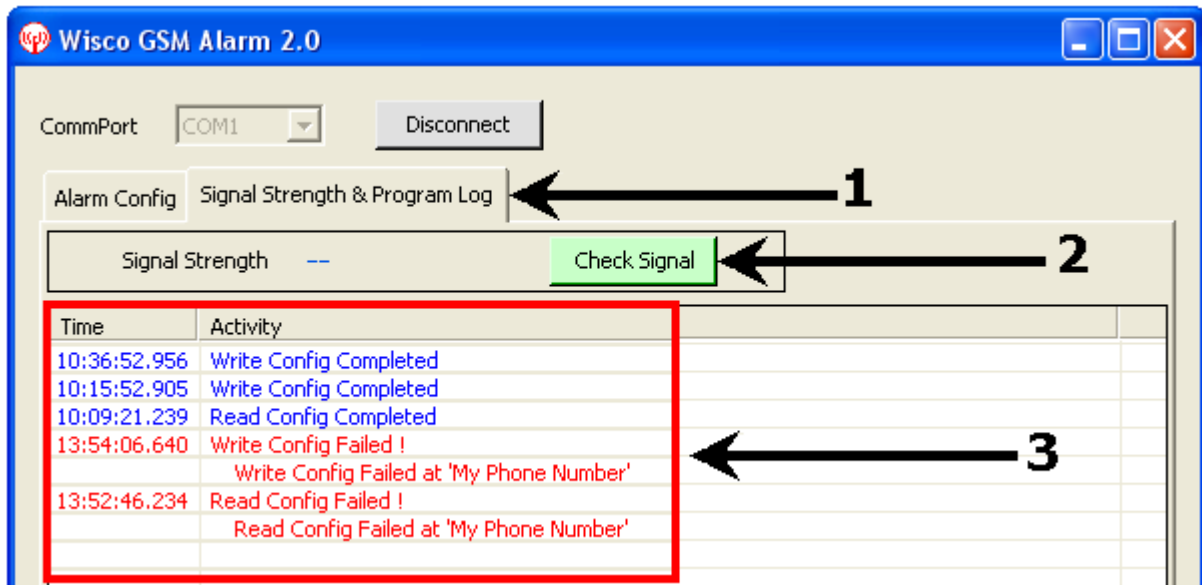 Wisco GSM Alarm 2.0
CommPort COM1 Disconnect
Alarm Config Signal Strength & Program Log 1
Signal Strength -- Check Signal 2
Time Activity
10:36:52.956 Write Config Completed
10:15:52.905 Write Config Completed
10:09:21.239 Read Config Completed
13:54:06.640 Write Config Failed !
Write Config Failed at 'My Phone Number' 3
13:52:46.234 Read Config Failed !
Read Config Failed at 'My Phone Number'